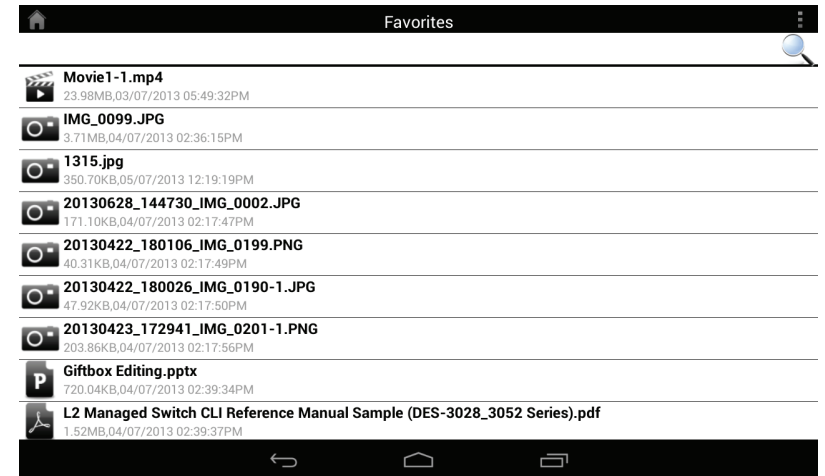 Favorites
Movie1-1.mp4
23.98MB,03/07/2013 05:49:32PM
IMG_0099.JPG
3.71MB,04/07/2013 02:36:15PM
1315.jpg
350.70KB,05/07/2013 12:19:19PM
20130628_144730_IMG_0002.JPG
171.10KB,04/07/2013 02:17:47PM
20130422_180106_IMG_0199.PNG
40.31KB,04/07/2013 02:17:49PM
20130422_180026_IMG_0190-1.JPG
47.92KB,04/07/2013 02:17:50PM
20130423_172941_IMG_0201-1.PNG
203.86KB,04/07/2013 02:17:56PM
P
Giftbox Editing.pptx
720.04KB,04/07/2013 02:39:34PM
L2 Managed Switch CLI Reference Manual Sample (DES-3028_3052 Series).pdf
1.52MB,04/07/2013 02:39:37PM